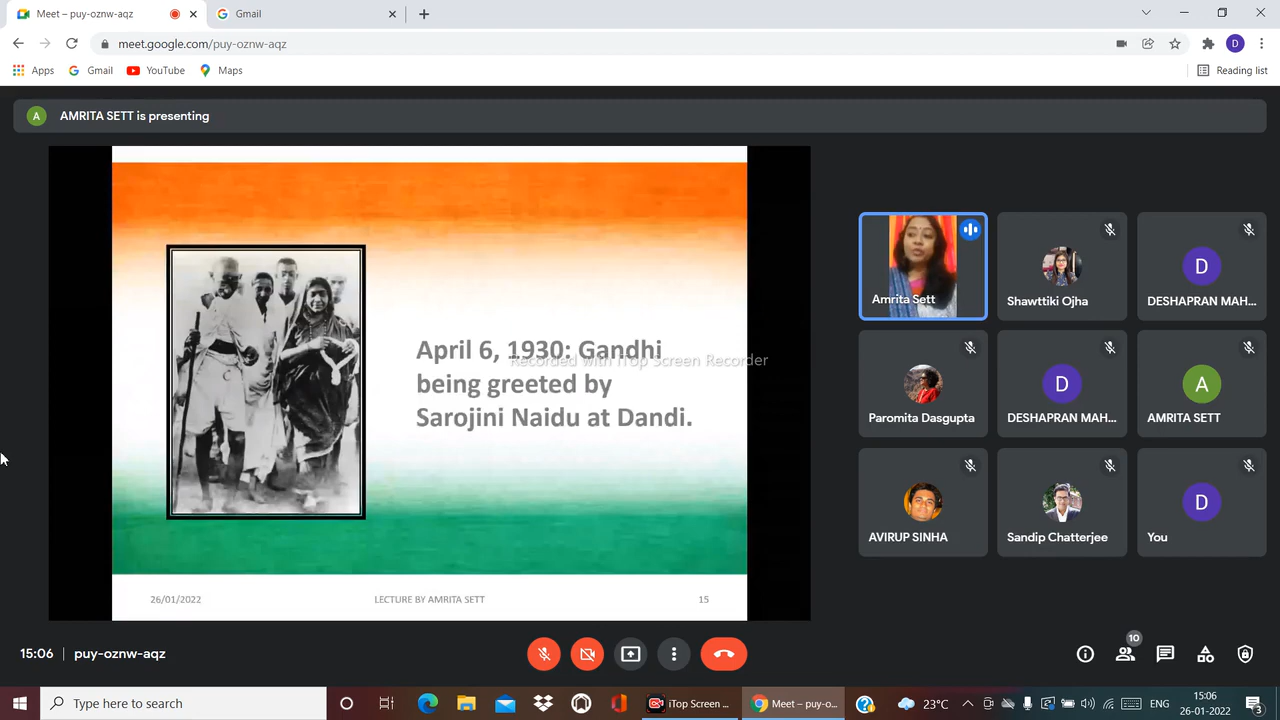 Meet – puy-oznw-aqz
Gmail
meet.google.com/puy-oznw-aqz
D
Apps
Gmail
YouTube
Maps
Reading list
A
AMRITA SETT is presenting
April 6, 1930: Gandhi
being greeted by
Sarojini Naidu at Dandi.
Recorded with iTop Screen Recorder
26/01/2022
LECTURE BY AMRITA SETT
15
Amrita Sett
Shawttiki Ojha
D
DESHAPRAN MAH...
Paromita Dasgupta
D
DESHAPRAN MAH...
A
AMRITA SETT
AVIRUP SINHA
Sandip Chatterjee
D
You
15:06
puy-oznw-aqz
10
Type here to search
iTop Screen ...
Meet – puy-o...
23°C
ENG
15:06
26-01-2022
3